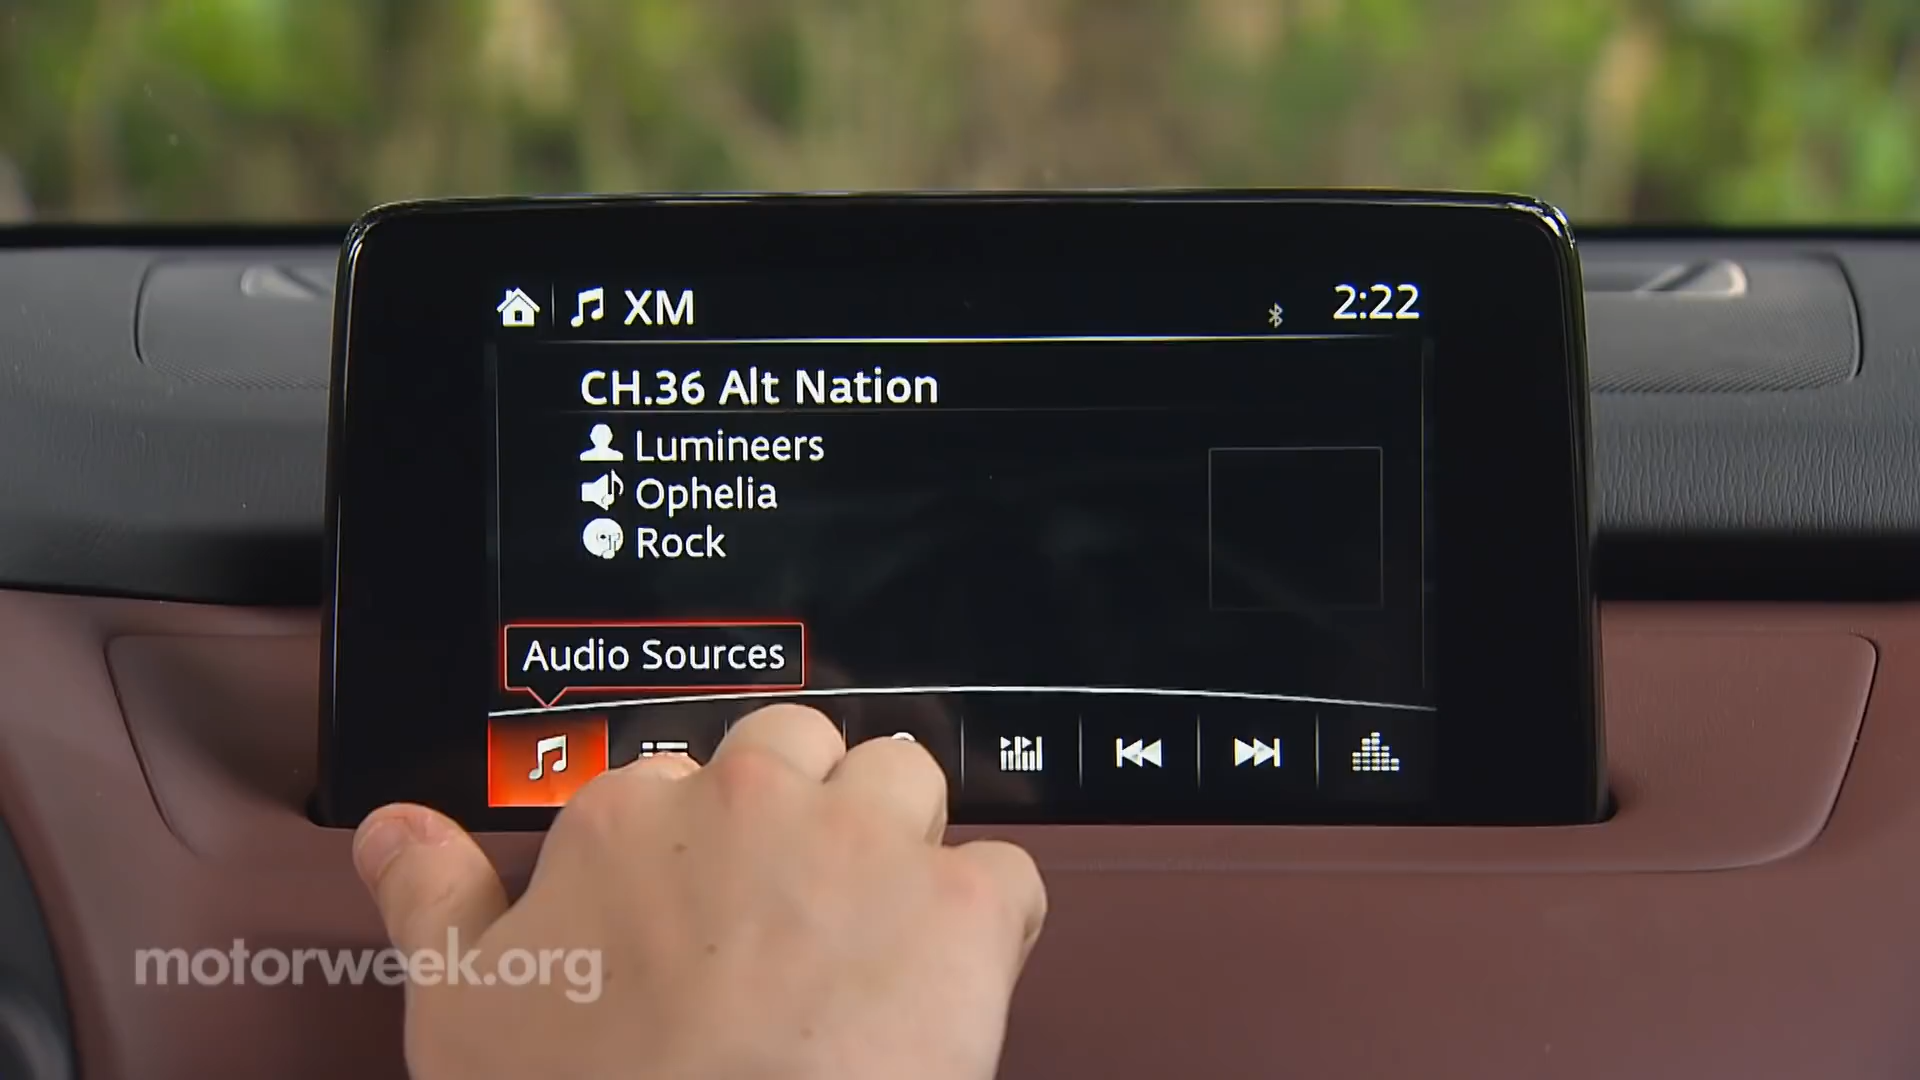 XM
2:22
CH.36 Alt Nation
Lumineers
Ophelia
Rock
Audio Sources
motorweek.org